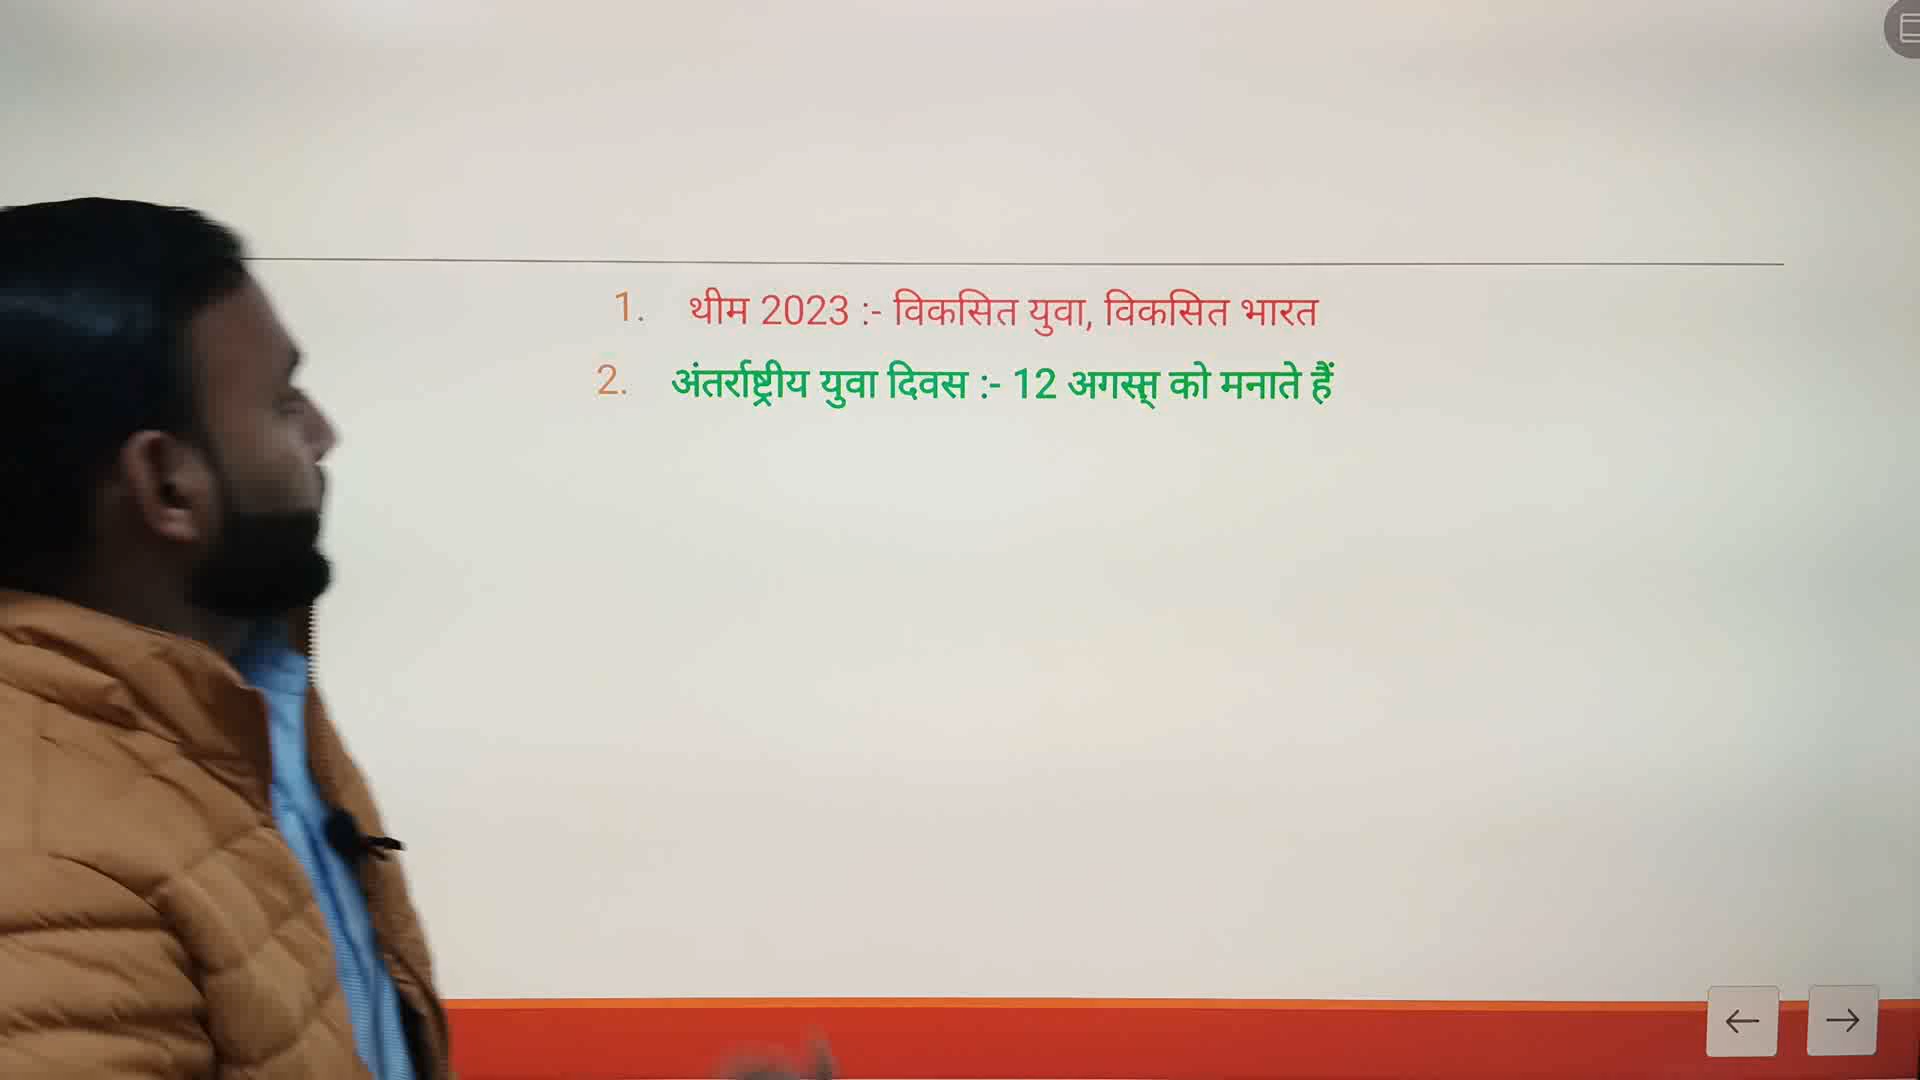 1. थीम 2023 :- विकसित युवा, विकसित भारत
2. अंतर्राष्ट्रीय युवा दिवस :- 12 अगस्त् को मनाते हैं